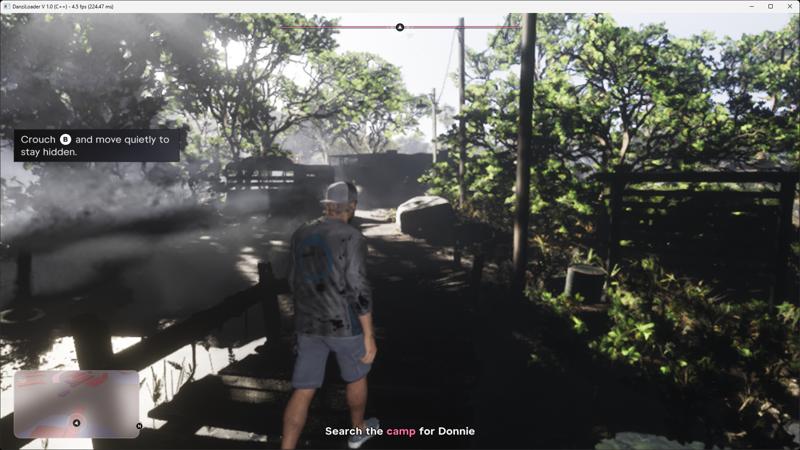 DanziLoader V 1.0 (C++) - 4.5 fps (224.47 ms)
Crouch B and move quietly to
stay hidden.
N
Search the camp for Donnie